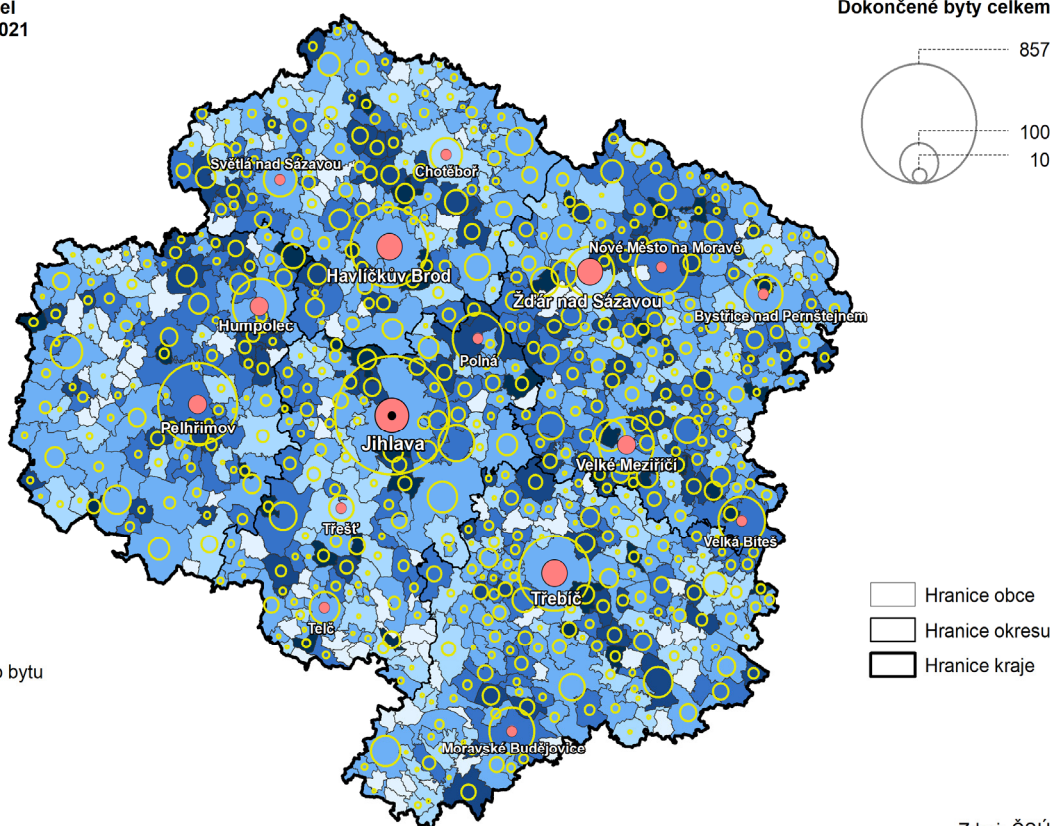 el
021
Dokončené byty celkem
857
100
10
Světlá nad Sázavou
Chotěboř
Havlíčkův Brod
Nové Město na Moravě
Žďár nad Sázavou
Bystřice nad Pernštejnem
Humpolec
Polná
Pelhřimov
Jihlava
Velké Meziříčí
Třešť
Velká Bíteš
Třebíč
Telč
Hranice obce
Hranice okresu
Hranice kraje
o bytu
Moravské Budějovice